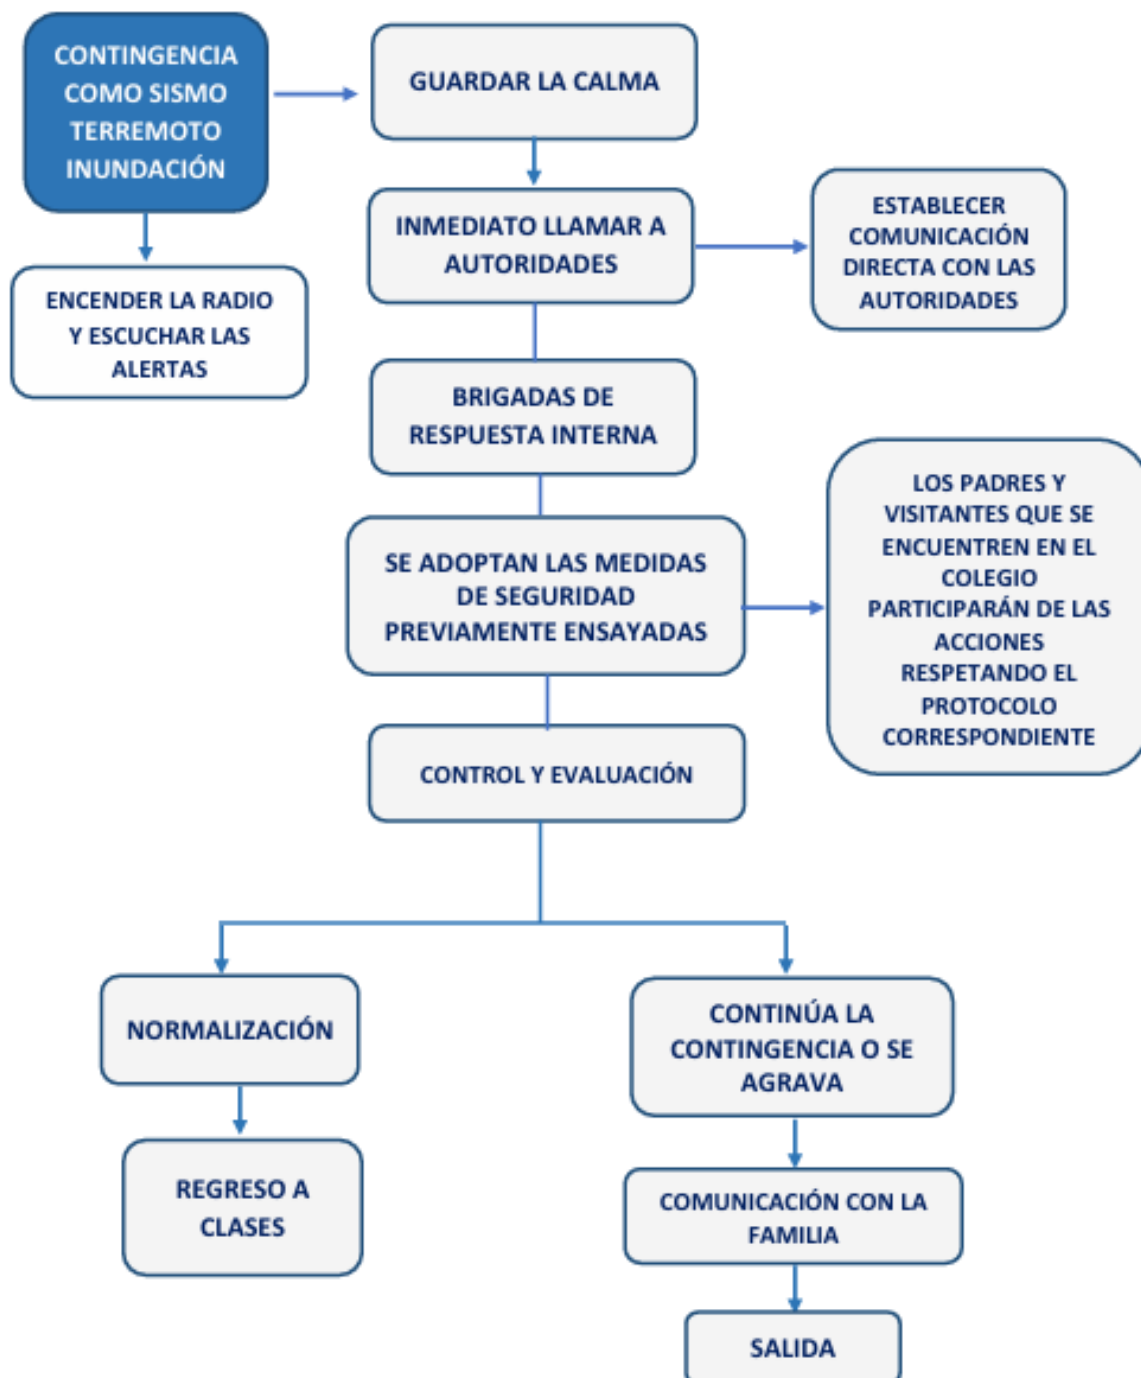 CONTINGENCIA
COMO SISMO
TERREMOTO
INUNDACIÓN
GUARDAR LA CALMA
INMEDIATO LLAMAR A
AUTORIDADES
ESTABLECER
COMUNICACIÓN
DIRECTA CON LAS
AUTORIDADES
ENCENDER LA RADIO
Y ESCUCHAR LAS
ALERTAS
BRIGADAS DE
RESPUESTA INTERNA
SE ADOPTAN LAS MEDIDAS
DE SEGURIDAD
PREVIAMENTE ENSAYADAS
LOS PADRES Y
VISITANTES QUE SE
ENCUENTREN EN EL
COLEGIO
PARTICIPARÁN DE LAS
ACCIONES
RESPETANDO EL
PROTOCOLO
CORRESPONDIENTE
CONTROL Y EVALUACIÓN
NORMALIZACIÓN
CONTINÚA LA
CONTINGENCIA O SE
AGRAVA
REGRESO A
CLASES
COMUNICACIÓN CON LA
FAMILIA
SALIDA